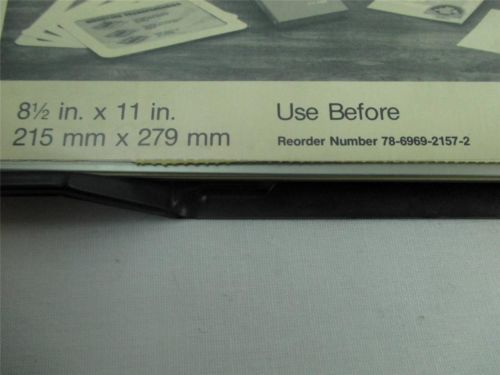 8½ in. x 11 in.
215 mm x 279 mm
Use Before
Reorder Number 78-6969-2157-2